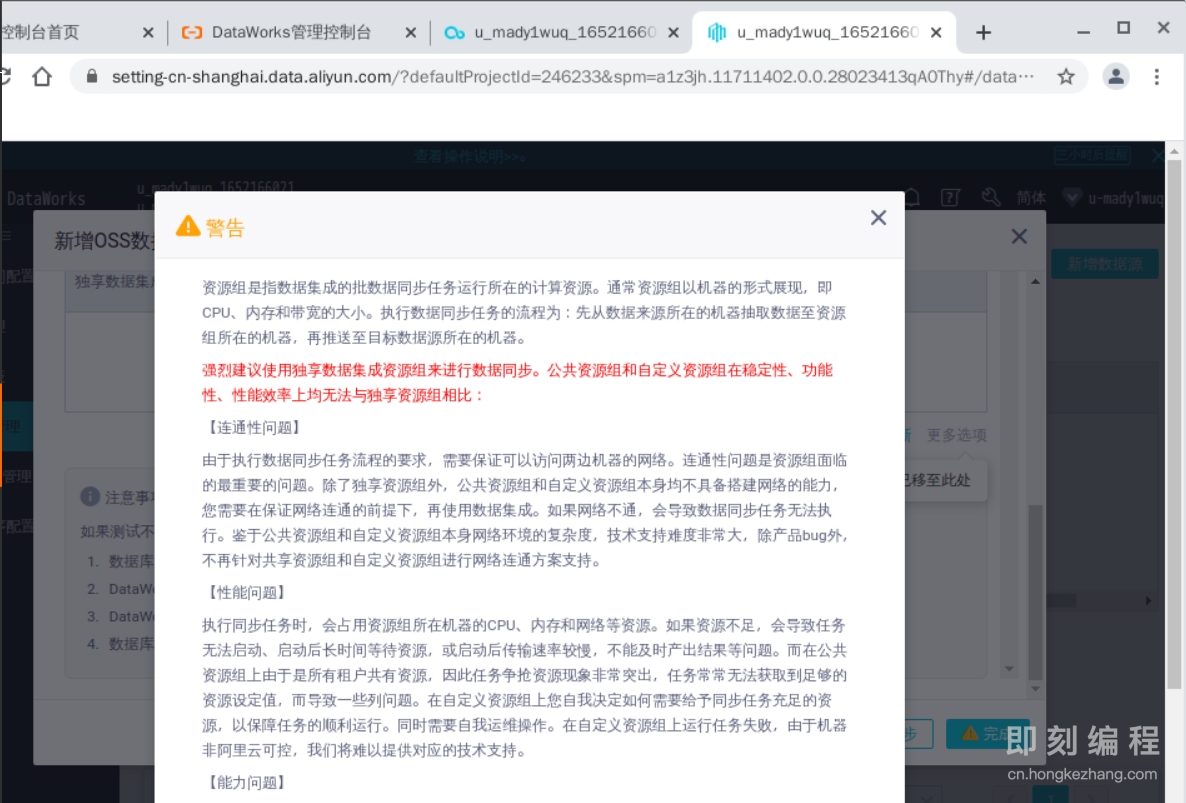 控制台首页
DataWorks管理控制台
u_mady1wuq_16521660
u_mady1wuq_16521660
setting-cn-shanghai.data.aliyun.com/?defaultProjectId=246233&spm=a1z3jh.11711402.0.0.28023413qA0Thy#/data…
查看操作说明>>。
三小时后提醒
DataWorks
u_mady1wuq_1652166021
简体
u-mady1wuq
新增OSS数据
新增数据源
独享数据集成
警告
资源组是指数据集成的批数据同步任务运行所在的计算资源。通常资源组以机器的形式展现，即
CPU、内存和带宽的大小。执行数据同步任务的流程为：先从数据来源所在的机器抽取数据至资源
组所在的机器，再推送至目标数据源所在的机器。
强烈建议使用独享数据集成资源组来进行数据同步。公共资源组和自定义资源组在稳定性、功能
性、性能效率上均无法与独享资源组相比：
【连通性问题】
由于执行数据同步任务流程的要求，需要保证可以访问两边机器的网络。连通性问题是资源组面临
的最重要的问题。除了独享资源组外，公共资源组和自定义资源组本身均不具备搭建网络的能力，
您需要在保证网络连通的前提下，再使用数据集成。如果网络不通，会导致数据同步任务无法执
行。鉴于公共资源组和自定义资源组本身网络环境的复杂度，技术支持难度非常大，除产品bug外，
不再针对共享资源组和自定义资源组进行网络连通方案支持。
【性能问题】
执行同步任务时，会占用资源组所在机器的CPU、内存和网络等资源。如果资源不足，会导致任务
无法启动、启动后长时间等待资源，或启动后传输速率较慢，不能及时产出结果等问题。而在公共
资源组上由于是所有租户共有资源，因此任务争抢资源现象非常突出，任务常常无法获取到足够的
资源设定值，而导致一些列问题。在自定义资源组上您自我决定如何需要给予同步任务充足的资
源，以保障任务的顺利运行。同时需要自我运维操作。在自定义资源组上运行任务失败，由于机器
非阿里云可控，我们将难以提供对应的技术支持。
【能力问题】
更多选项
已移至此处
注意事项
如果测试不
1. 数据库
2. DataWo
3. DataWo
4. 数据库
管理
步
完成
即刻编程
cn.hongkezhang.com